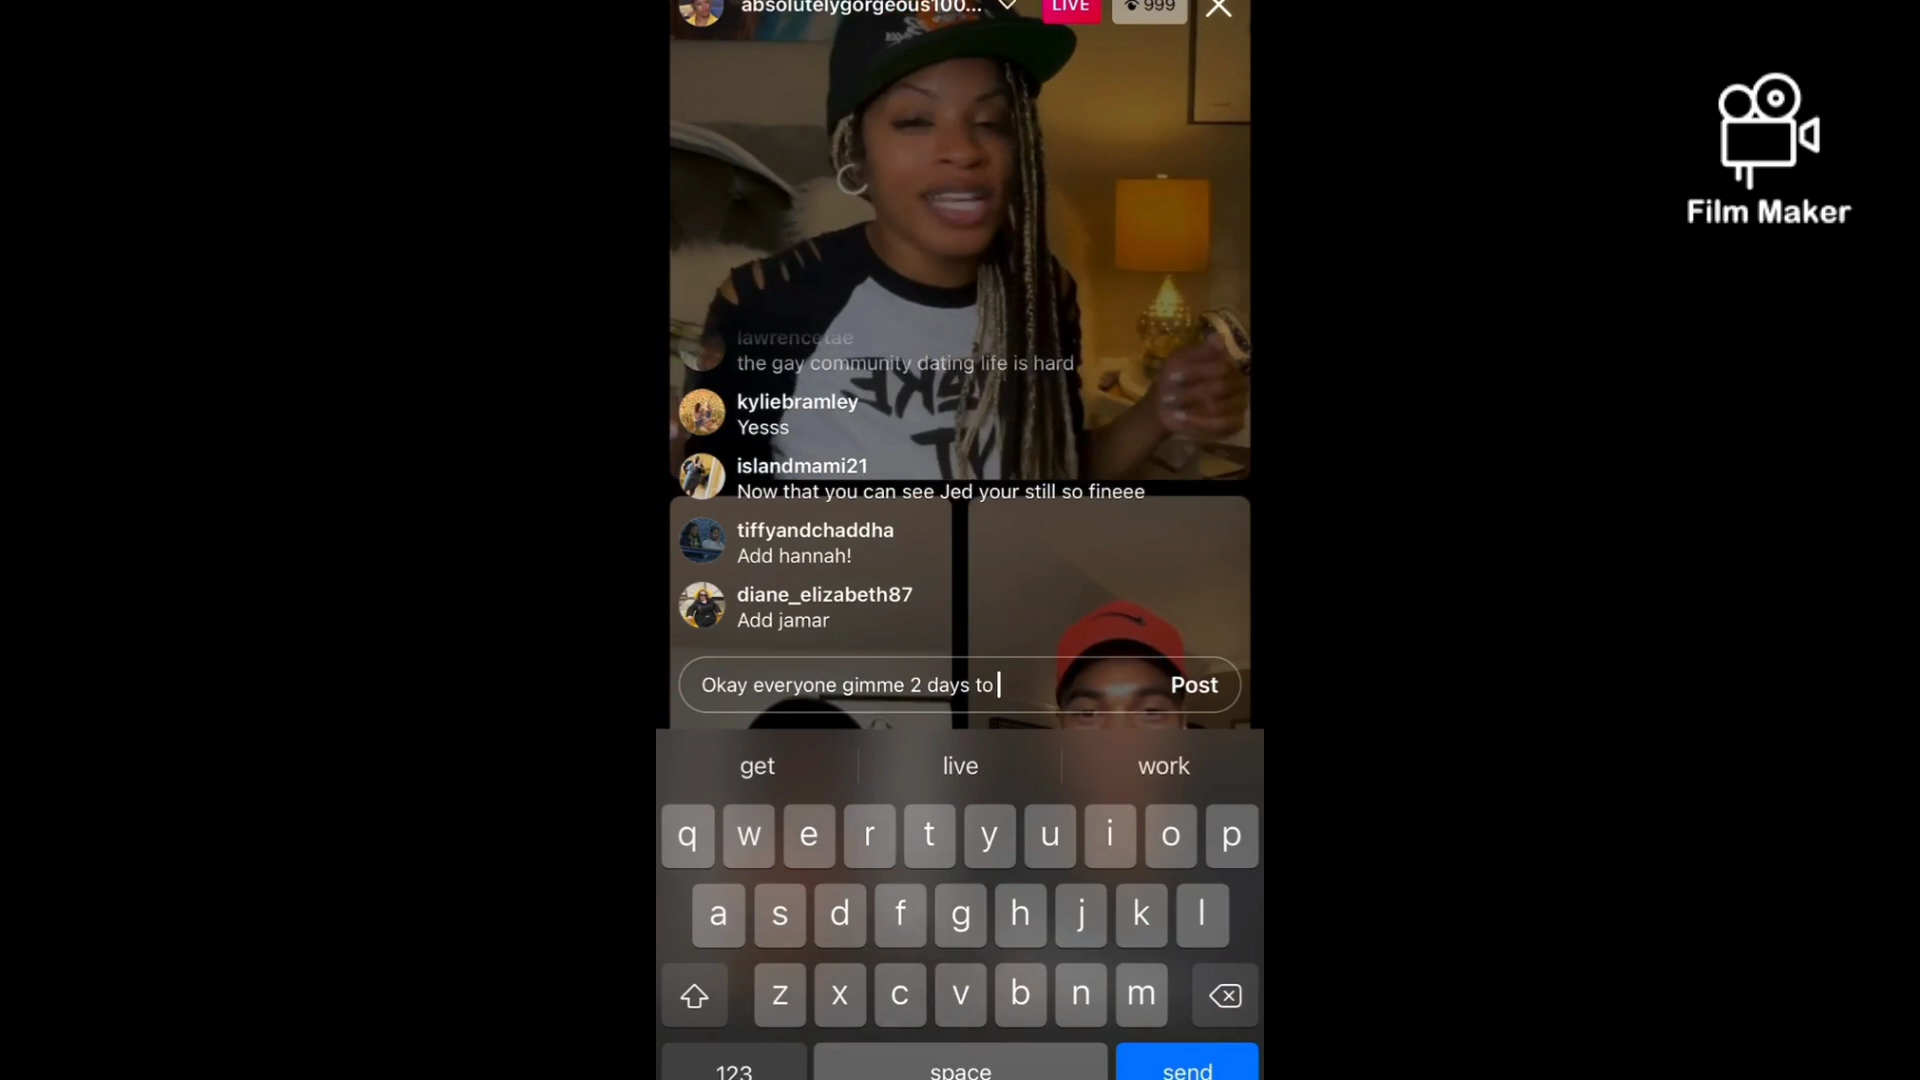 absolutelygorgeous100...
LIVE
999
lawrencetae
the gay community dating life is hard
kyliebramley
Yesss
islandmami21
Now that you can see Jed your still so fineee
tiffyandchaddha
Add hannah!
diane_elizabeth87
Add jamar
Okay everyone gimme 2 days to
Post
get live work
q w e r t y u i o p
a s d f g h j k l
z x c v b n m
123 space send
Film Maker